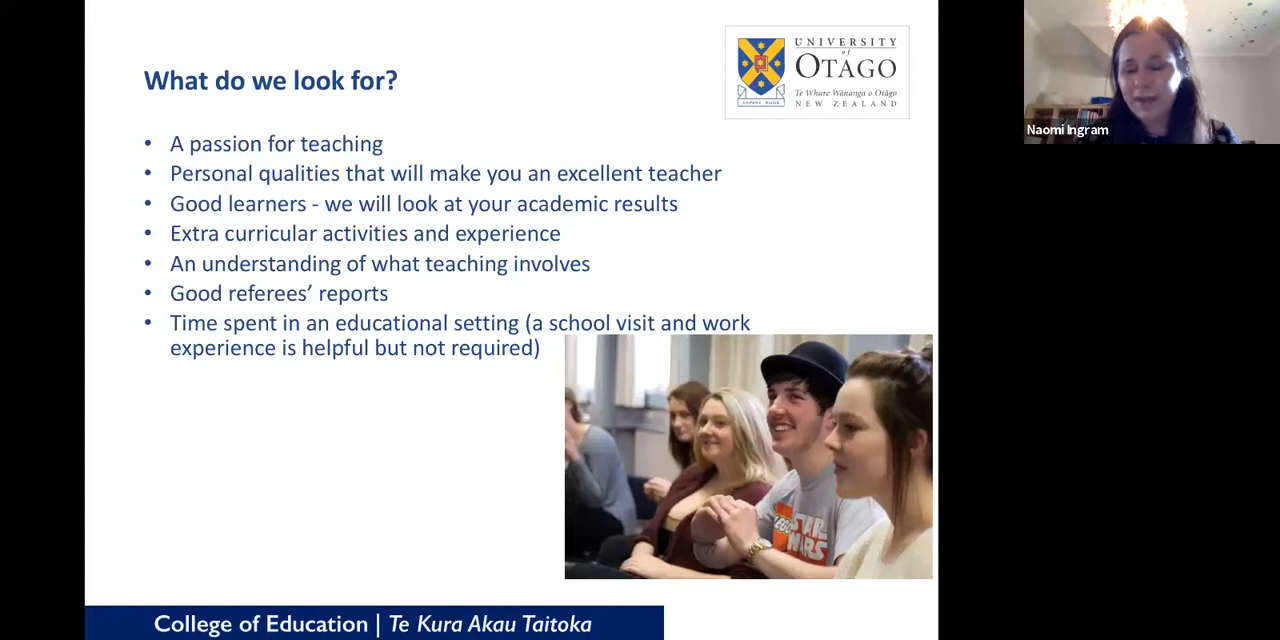 What do we look for?
UNIVERSITY
of
OTAGO
Te Whare Wānanga o Otāgo
NEW ZEALAND
SAPERE AUDE
• A passion for teaching
• Personal qualities that will make you an excellent teacher
• Good learners - we will look at your academic results
• Extra curricular activities and experience
• An understanding of what teaching involves
• Good referees’ reports
• Time spent in an educational setting (a school visit and work
experience is helpful but not required)
LEGO STAR
WARS
College of Education | Te Kura Akau Taitoka
Naomi Ingram